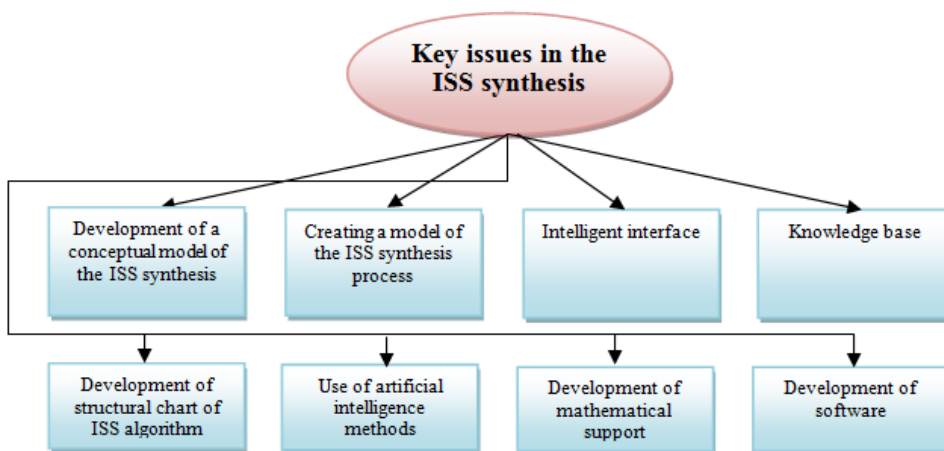 Key issues in the
ISS synthesis
Development of a
conceptual model of
the ISS synthesis
Creating a model of
the ISS synthesis
process
Intelligent interface
Knowledge base
Development of
structural chart of
ISS algorithm
Use of artificial
intelligence
methods
Development of
mathematical
support
Development of
software